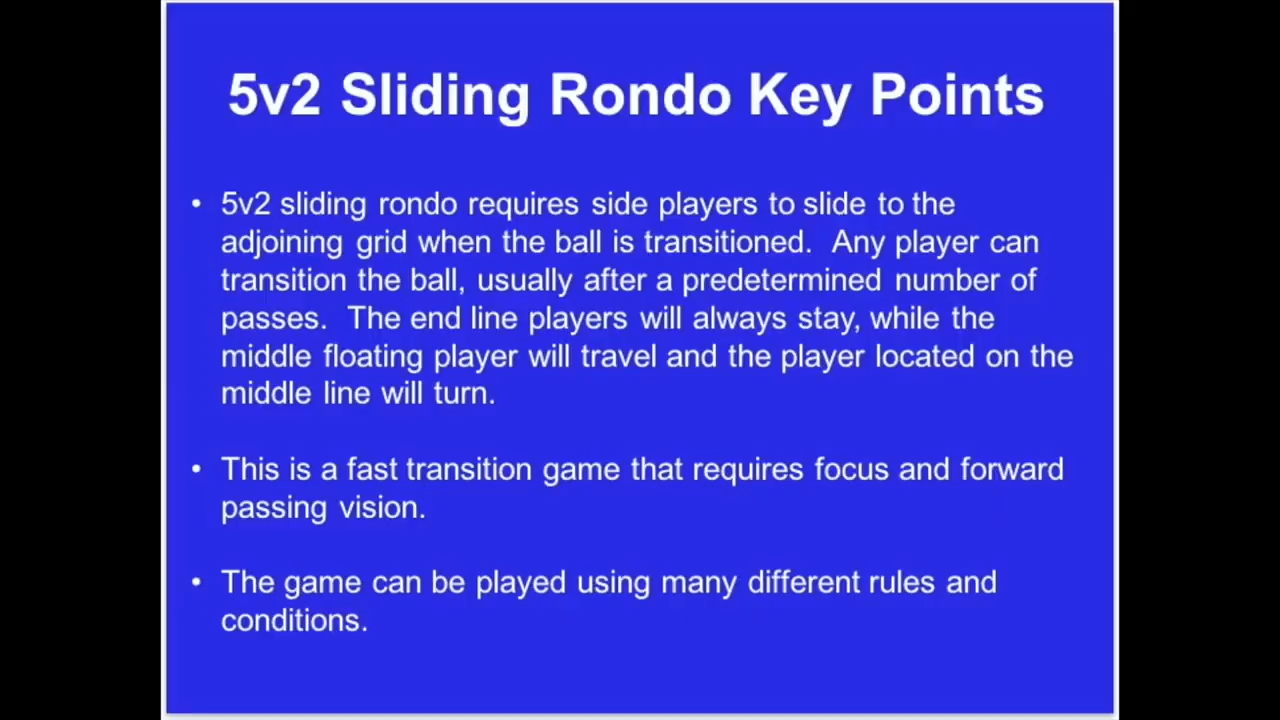 5v2 Sliding Rondo Key Points
• 5v2 sliding rondo requires side players to slide to the
adjoining grid when the ball is transitioned.  Any player can
transition the ball, usually after a predetermined number of
passes.  The end line players will always stay, while the
middle floating player will travel and the player located on the
middle line will turn.
• This is a fast transition game that requires focus and forward
passing vision.
• The game can be played using many different rules and
conditions.